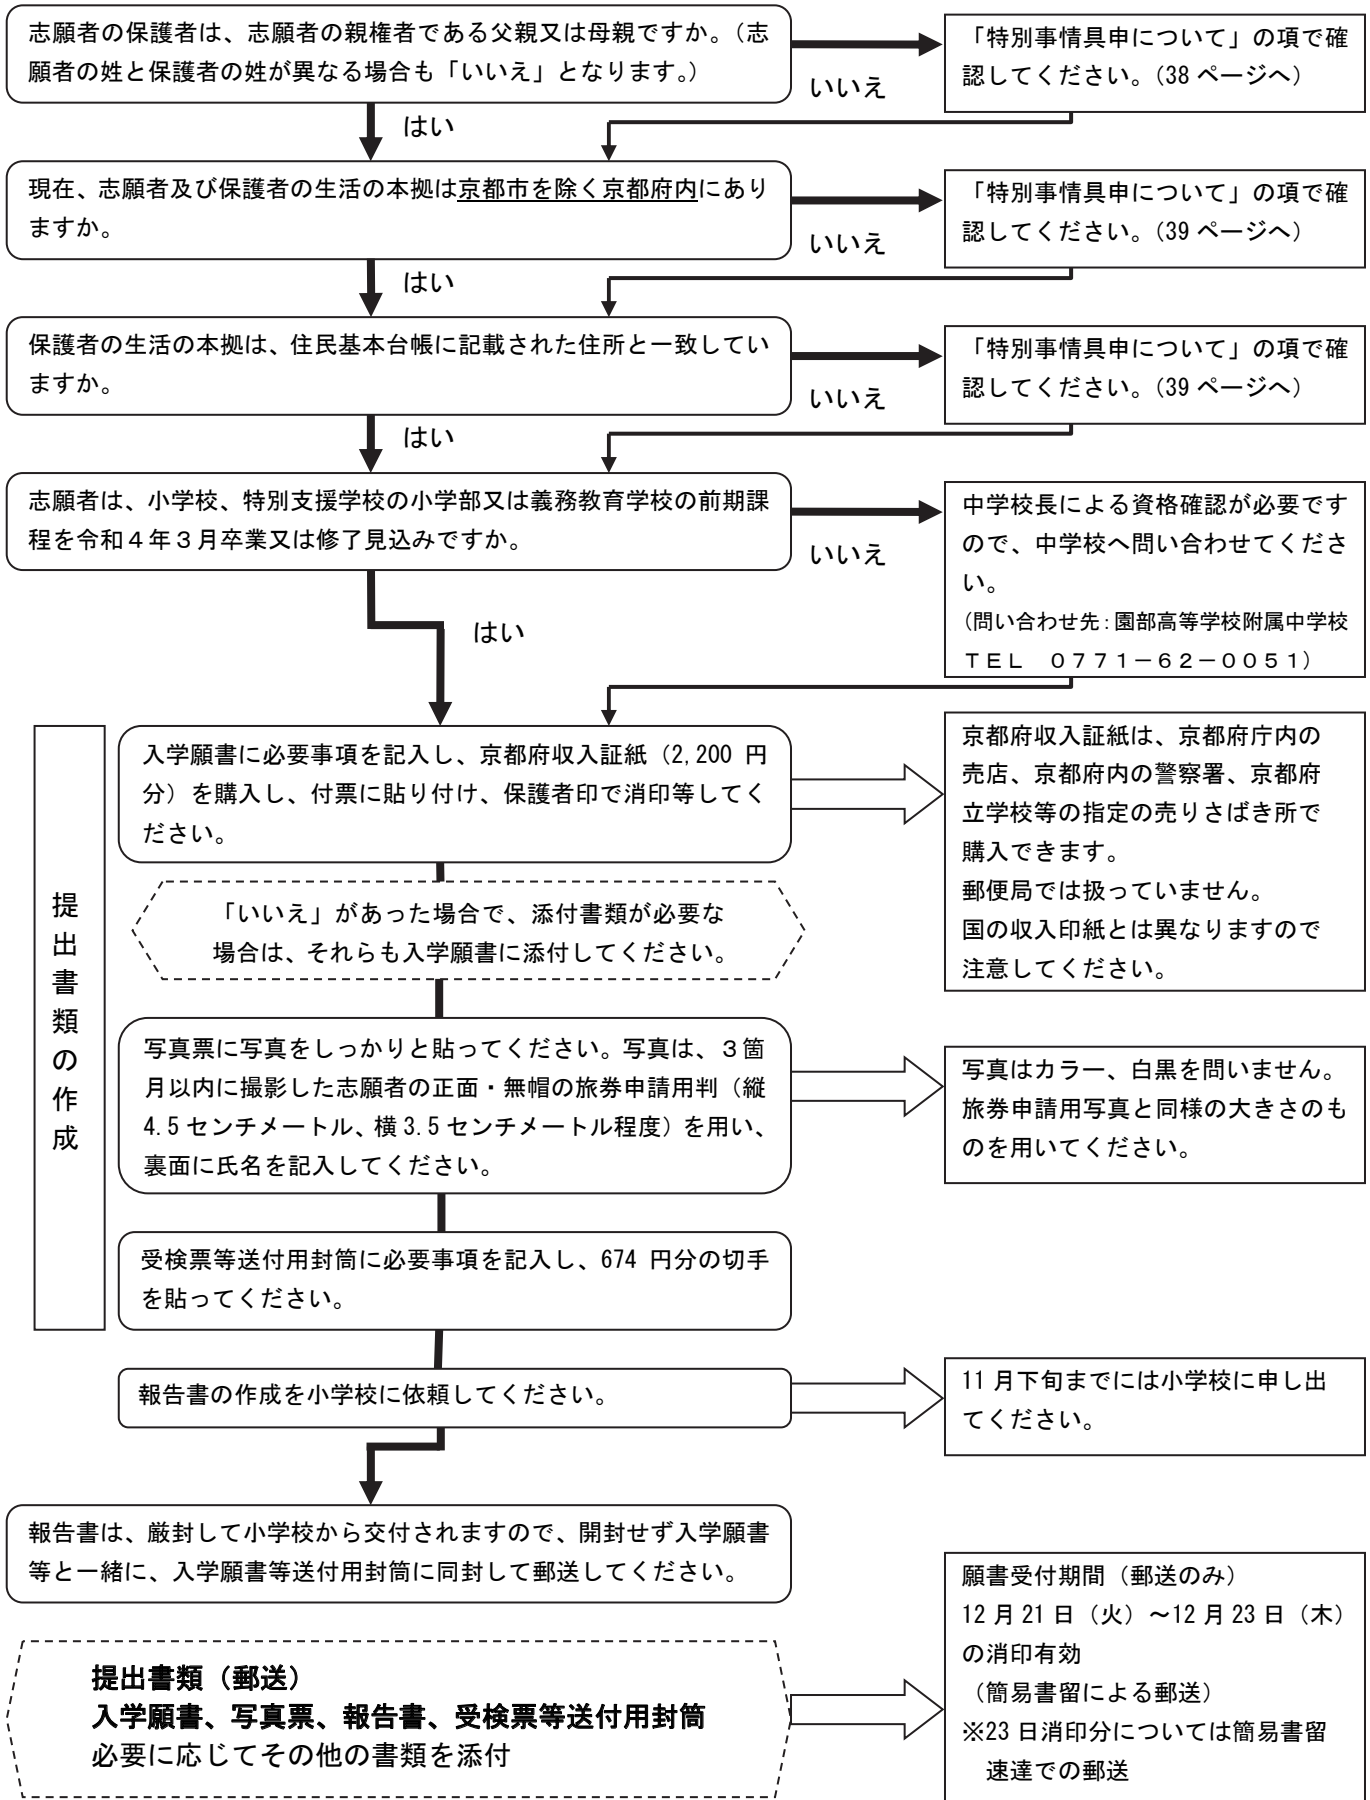 志願者の保護者は、志願者の親権者である父親又は母親ですか。（志
願者の姓と保護者の姓が異なる場合も「いいえ」となります。）
いいえ
「特別事情具申について」の項で確
認してください。（38 ページへ）
はい
現在、志願者及び保護者の生活の本拠は京都市を除く京都府内にあり
ますか。
いいえ
「特別事情具申について」の項で確
認してください。（39 ページへ）
はい
保護者の生活の本拠は、住民基本台帳に記載された住所と一致してい
ますか。
いいえ
「特別事情具申について」の項で確
認してください。（39 ページへ）
はい
志願者は、小学校、特別支援学校の小学部又は義務教育学校の前期課
程を令和４年３月卒業又は修了見込みですか。
いいえ
中学校長による資格確認が必要です
ので、中学校へ問い合わせてくださ
い。
（問い合わせ先：園部高等学校附属中学校
ＴＥＬ　０７７１－６２－００５１）
はい
提出書類の作成
入学願書に必要事項を記入し、京都府収入証紙（2,200 円
分）を購入し、付票に貼り付け、保護者印で消印等してく
ださい。
京都府収入証紙は、京都府庁内の
売店、京都府内の警察署、京都府
立学校等の指定の売りさばき所で
購入できます。
郵便局では扱っていません。
国の収入印紙とは異なりますので
注意してください。
「いいえ」があった場合で、添付書類が必要な
場合は、それらも入学願書に添付してください。
写真票に写真をしっかりと貼ってください。写真は、３箇
月以内に撮影した志願者の正面・無帽の旅券申請用判（縦
4.5 センチメートル、横 3.5 センチメートル程度）を用い、
裏面に氏名を記入してください。
写真はカラー、白黒を問いません。
旅券申請用写真と同様の大きさのも
のを用いてください。
受検票等送付用封筒に必要事項を記入し、674 円分の切手
を貼ってください。
報告書の作成を小学校に依頼してください。
11 月下旬までには小学校に申し出
てください。
報告書は、厳封して小学校から交付されますので、開封せず入学願書
等と一緒に、入学願書等送付用封筒に同封して郵送してください。
提出書類（郵送）
入学願書、写真票、報告書、受検票等送付用封筒
必要に応じてその他の書類を添付
願書受付期間（郵送のみ）
12 月 21 日（火）～12 月 23 日（木）
の消印有効
（簡易書留による郵送）
※23 日消印分については簡易書留
速達での郵送